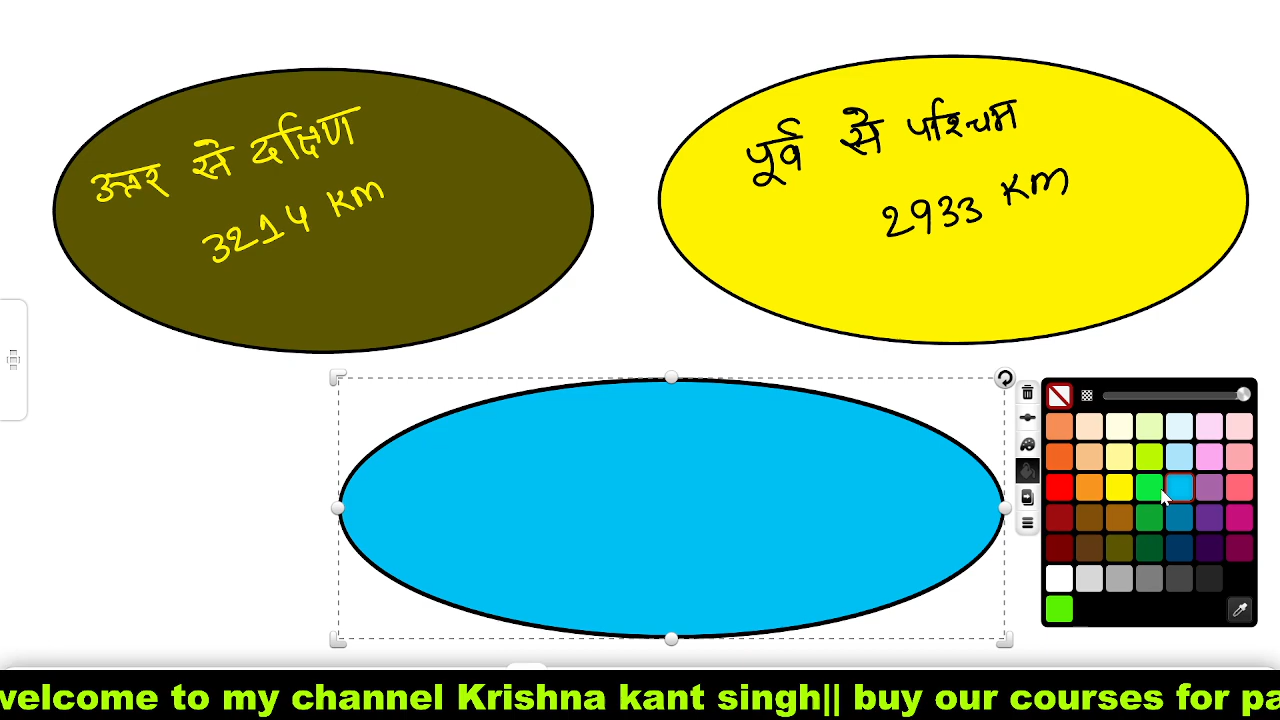 उत्तर से दक्षिण
3214 Km
पूर्व से पश्चिम
2933 Km
welcome to my channel Krishna kant singh|| buy our courses for pa